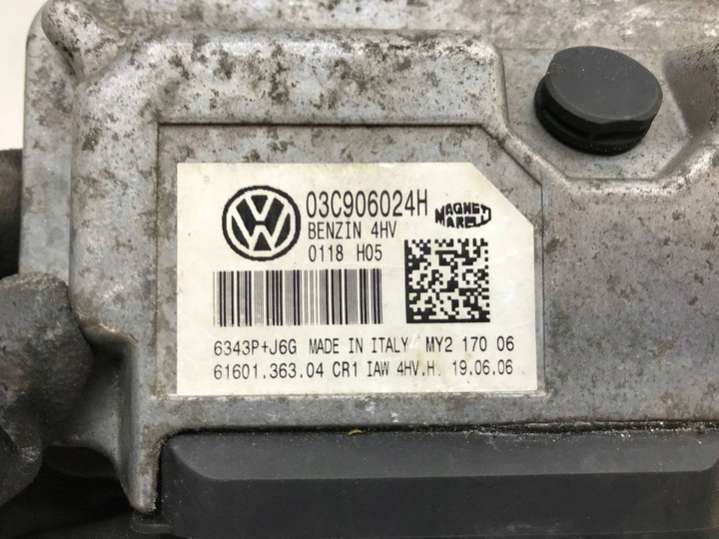 03C906024H
BENZIN 4HV
0118 H05
MAGNETI
MARELLI
6343P+J6G MADE IN ITALY MY2 170 06
61601.363.04 CR1 IAW 4HV.H. 19.06.06